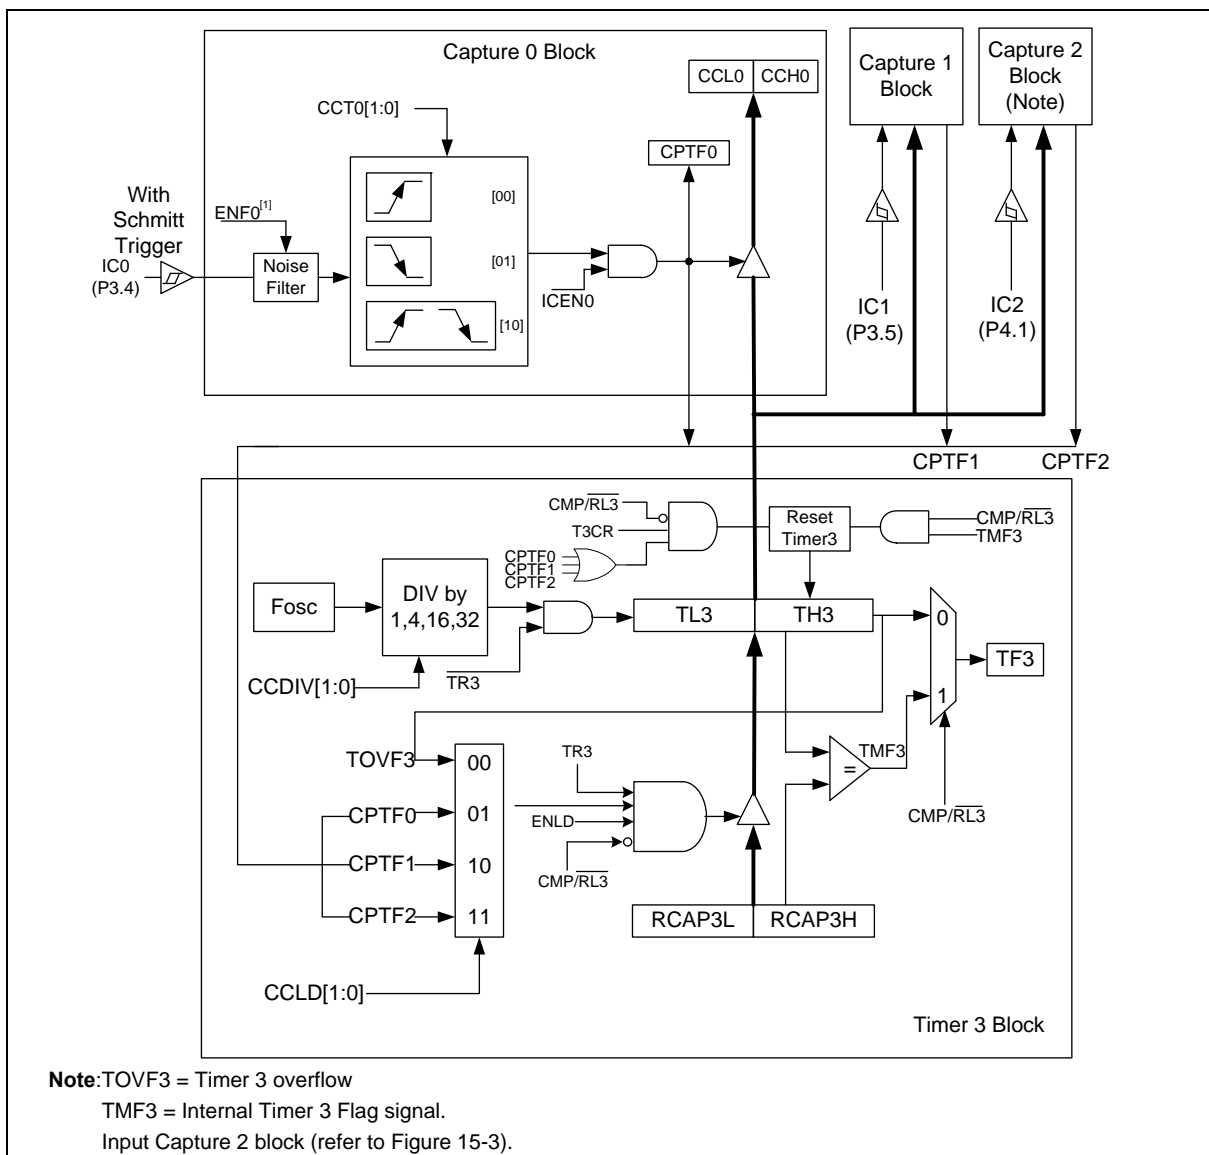 Capture 0 Block
CCL0 CCH0
Capture 1
Block
Capture 2
Block
(Note)
CCT0[1:0]
CPTF0
With
Schmitt
Trigger
IC0
(P3.4)
ENF0[1]
Noise
Filter
[00]
[01]
[10]
ICEN0
IC1
(P3.5)
IC2
(P4.1)
CPTF1
CPTF2
CMP/RL3
T3CR
CPTF0
CPTF1
CPTF2
Reset
Timer3
CMP/RL3
TMF3
Fosc
DIV by
1,4,16,32
TL3
TH3
0
1
TF3
TR3
CCDIV[1:0]
TOVF3
00
CPTF0
01
CPTF1
10
CPTF2
11
TR3
ENLD
CMP/RL3
=
TMF3
CMP/RL3
RCAP3L
RCAP3H
CCLD[1:0]
Timer 3 Block
Note:TOVF3 = Timer 3 overflow
TMF3 = Internal Timer 3 Flag signal.
Input Capture 2 block (refer to Figure 15-3).